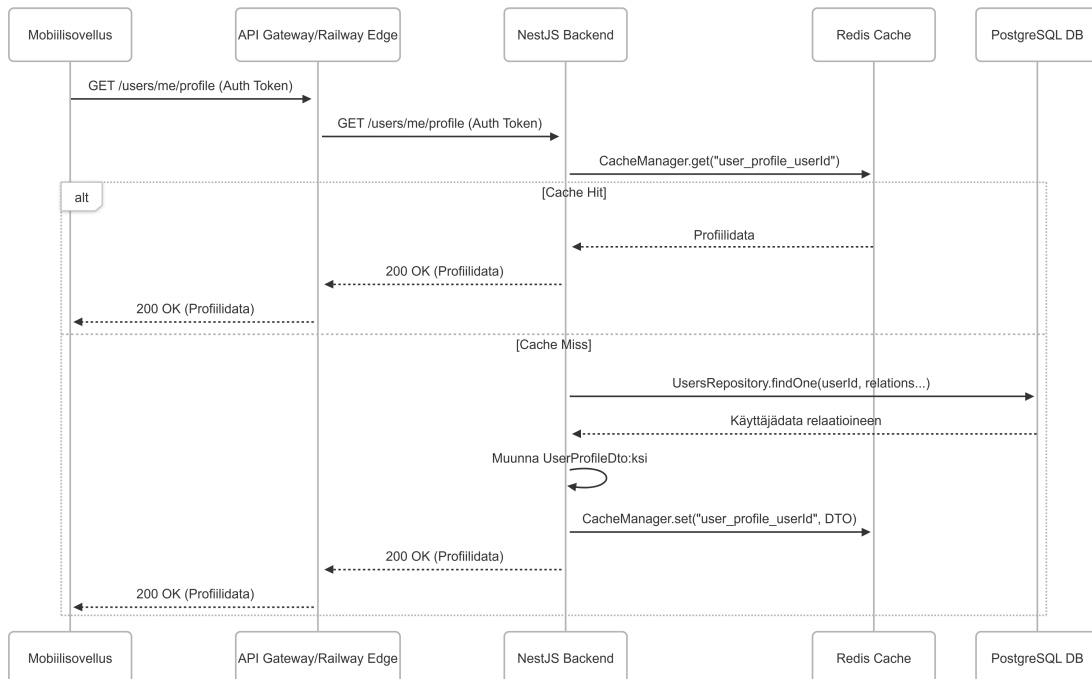 Mobiilisovellus
API Gateway/Railway Edge
NestJS Backend
Redis Cache
PostgreSQL DB
GET /users/me/profile (Auth Token)
GET /users/me/profile (Auth Token)
CacheManager.get("user_profile_userId")
alt
[Cache Hit]
Profiilidata
200 OK (Profiilidata)
200 OK (Profiilidata)
[Cache Miss]
UsersRepository.findOne(userId, relations...)
Käyttäjädata relaatioineen
Muunna UserProfileDto:ksi
CacheManager.set("user_profile_userId", DTO)
200 OK (Profiilidata)
200 OK (Profiilidata)
Mobiilisovellus
API Gateway/Railway Edge
NestJS Backend
Redis Cache
PostgreSQL DB